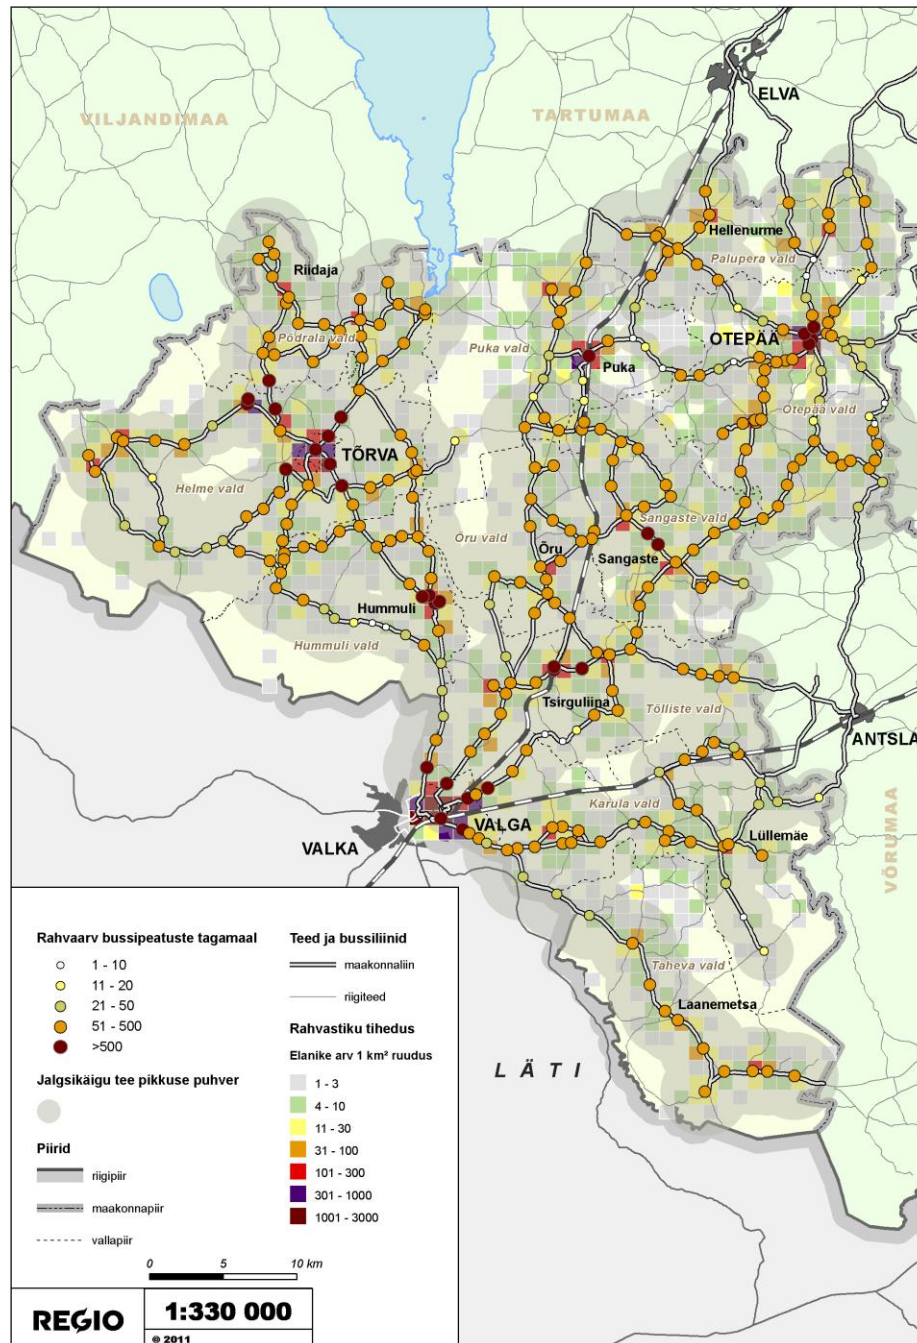 ELVA
VILJANDIMAA
TARTUMAA
Hellenurme
Palupera vald
Riidaja
Põdrala vald
Puka vald
OTEPÄÄ
Puka
Otepää vald
TÕRVA
Helme vald
Sangaste vald
Õru vald
Õru
Sangaste
Hummuli
Hummuli vald
Tsirguliina
Tõlliste vald
ANTSLA
Karula vald
VALGA
VALKA
Lüllemäe
VÕRUMAA
Taheva vald
Laanemetsa
LÄTI
Rahvaarv bussipeatuste tagamaal
1 - 10
11 - 20
21 - 50
51 - 500
>500
Jalgsikäigu tee pikkuse puhver
Piirid
riigipiir
maakonnapiir
vallapiir
Teed ja bussiliinid
maakonnaliin
riigiteed
Rahvastiku tihedus
Elanike arv 1 km² ruudus
1 - 3
4 - 10
11 - 30
31 - 100
101 - 300
301 - 1000
1001 - 3000
0 5 10 km
REGIO
1:330 000
© 2011